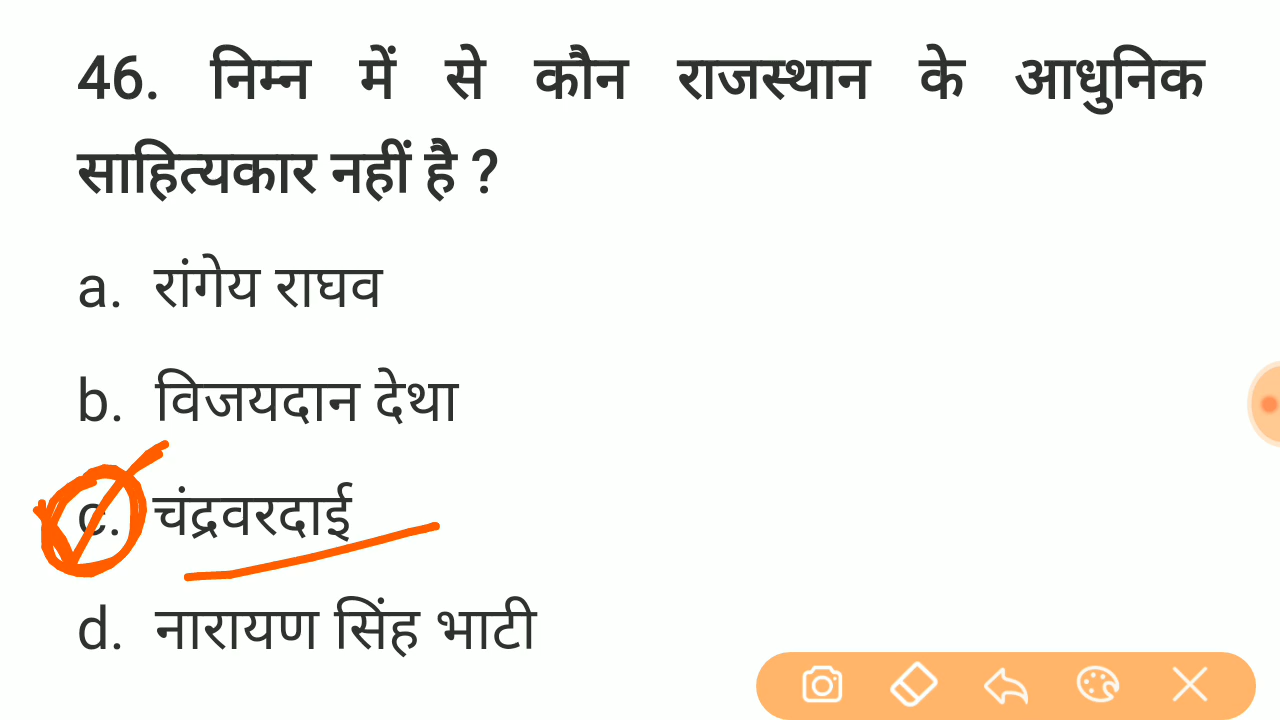 46. निम्न में से कौन राजस्थान के आधुनिक
साहित्यकार नहीं है ?
a. रांगेय राघव
b. विजयदान देथा
c. चंद्रवरदाई
d. नारायण सिंह भाटी